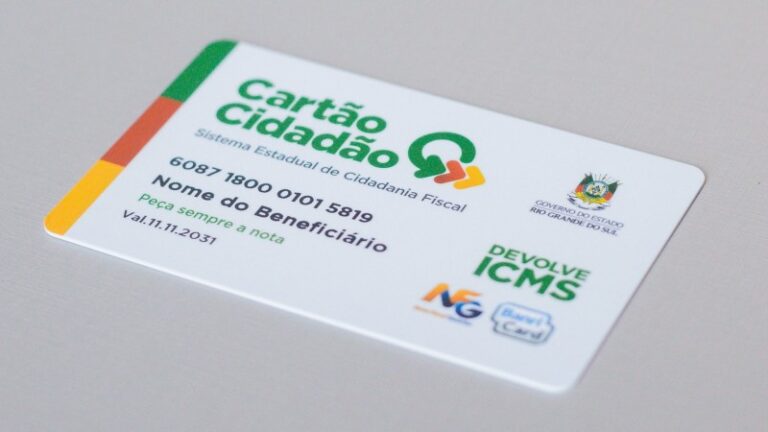 Cartão
Cidadão
Sistema Estadual de Cidadania Fiscal
6087 1800 0101 5819
Nome do Beneficiário
Peça sempre a nota
Val.11.11.2031
GOVERNO DO ESTADO
RIO GRANDE DO SUL
DEVOLVE
ICMS
NFG
Banri
Card